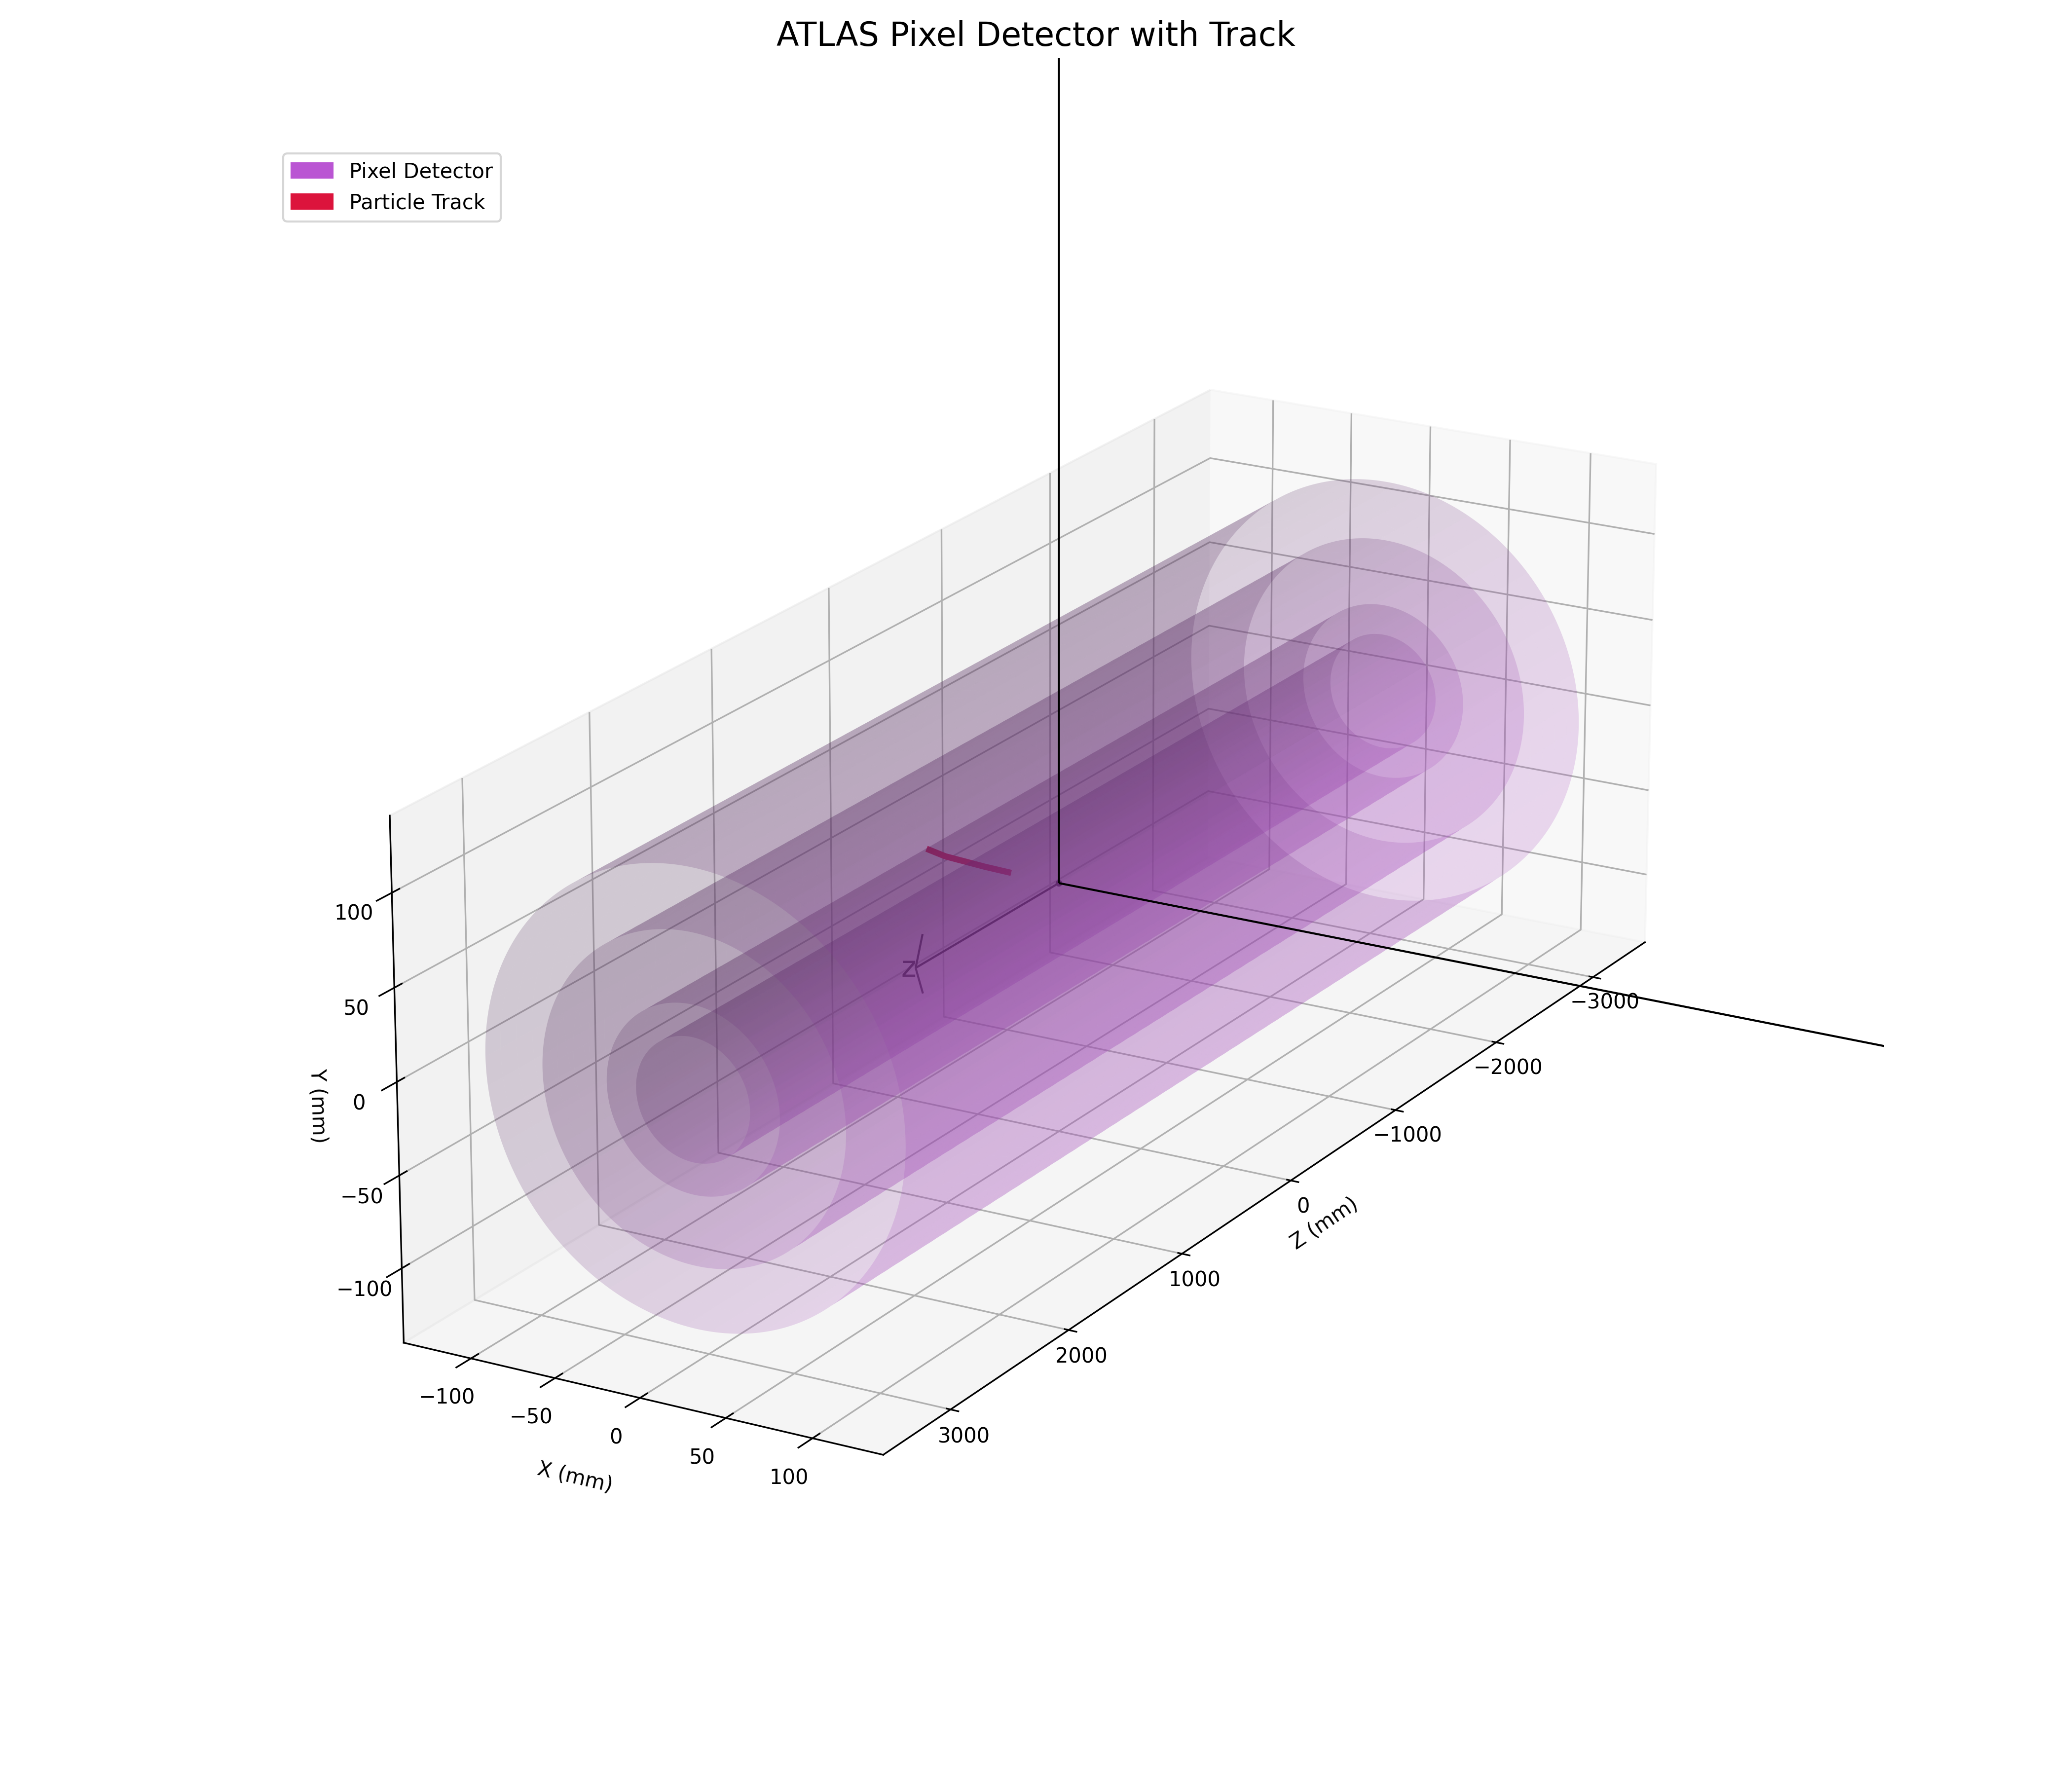 ATLAS Pixel Detector with Track
Pixel Detector
Particle Track
100
50
0
−50
−100
Y (mm)
Z
−100
−50
0
50
100
X (mm)
−3000
−2000
−1000
0
1000
2000
3000
Z (mm)